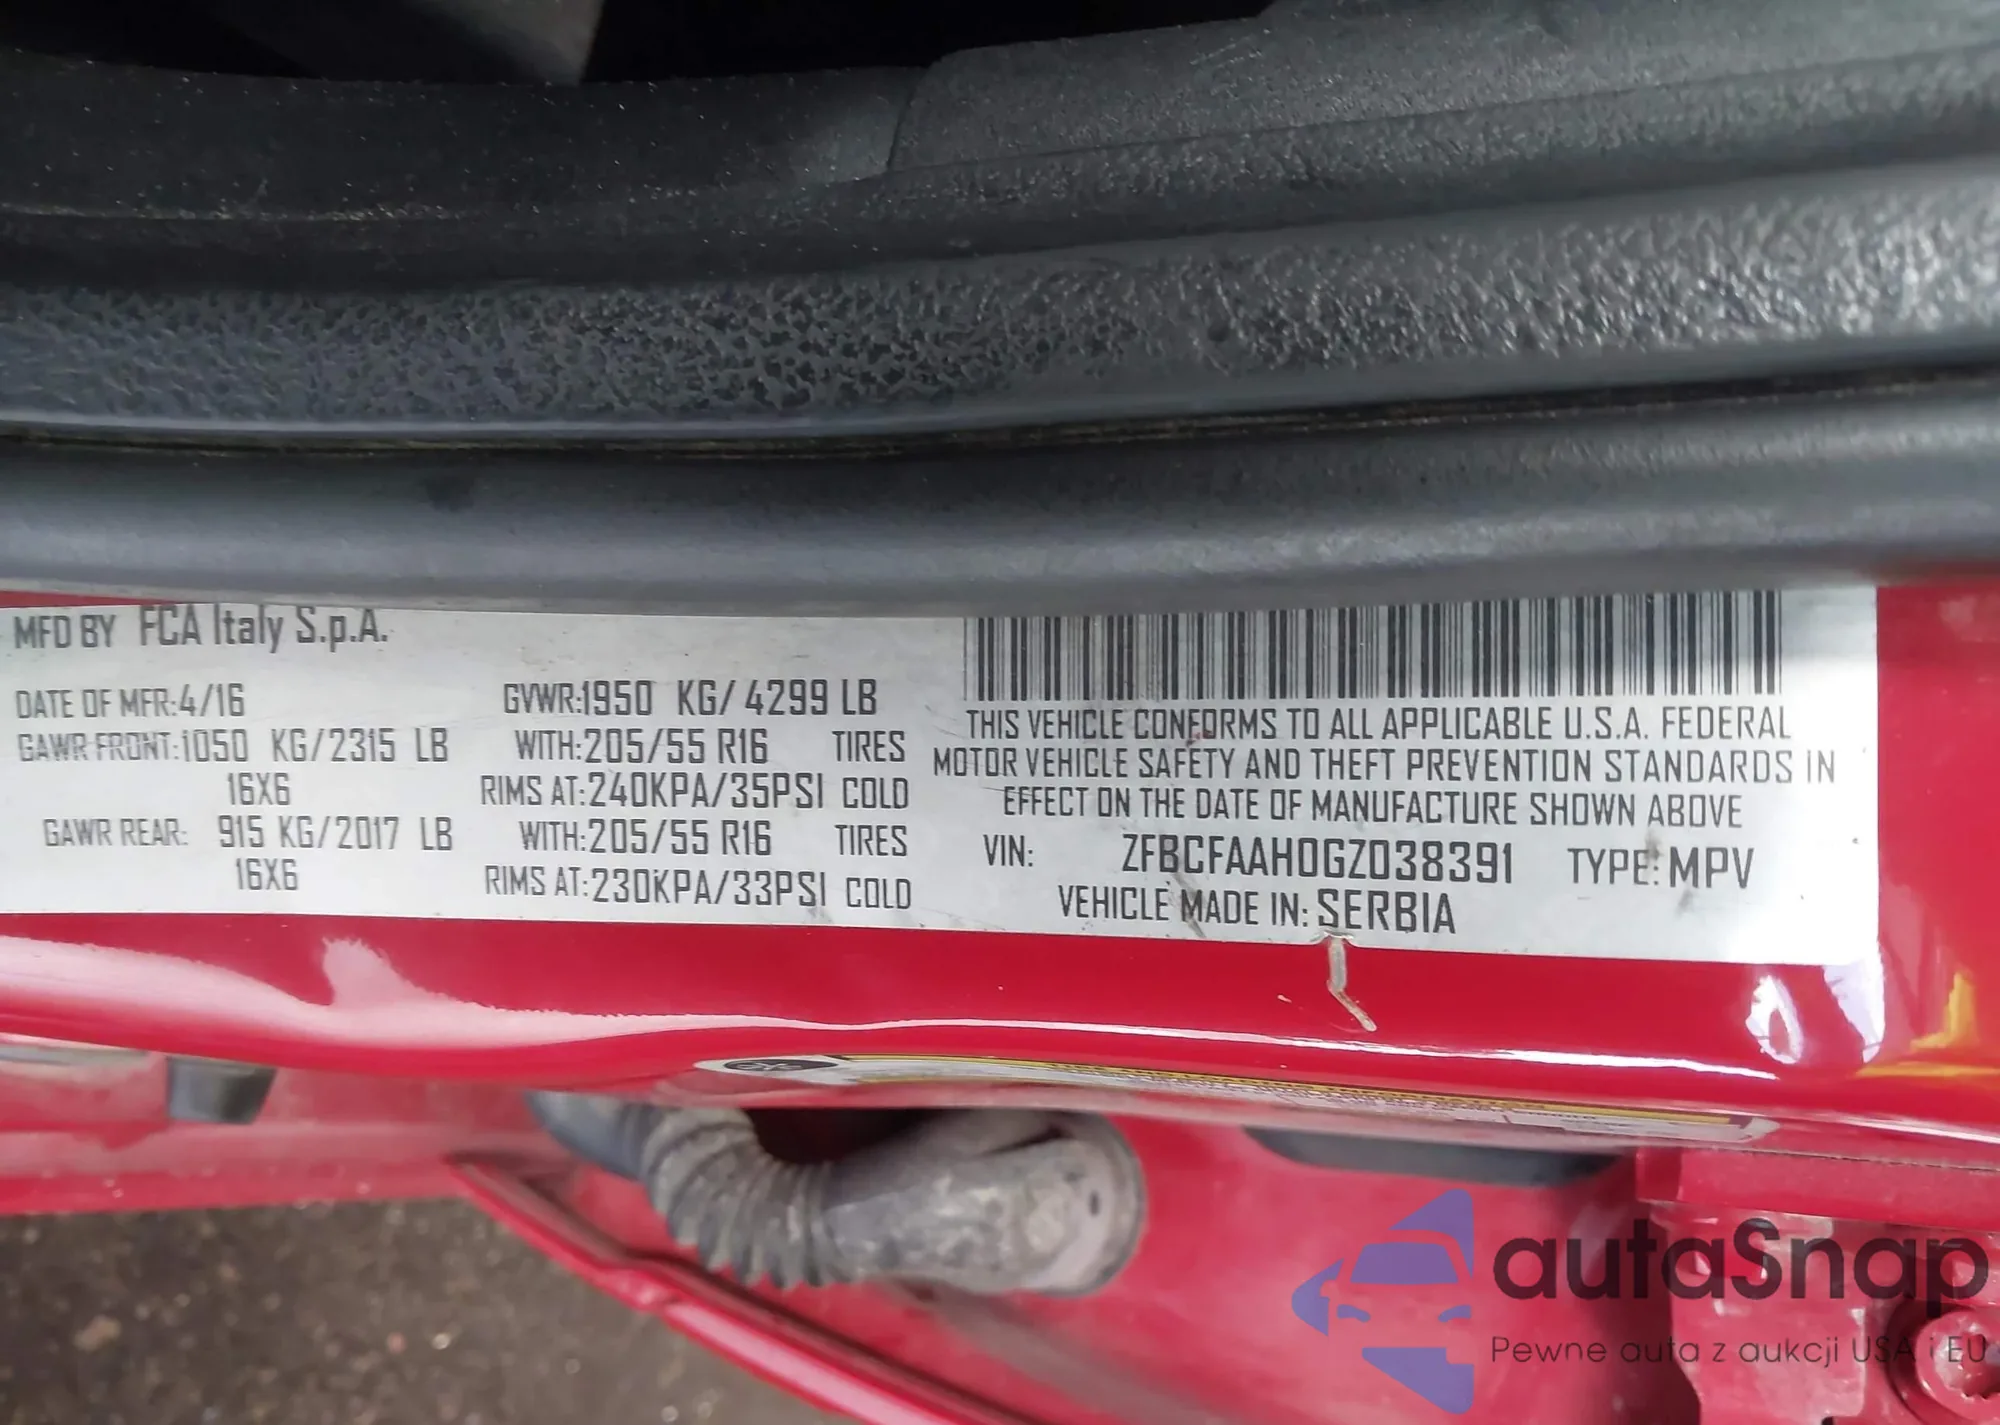 MFD BY FCA Italy S.p.A.
DATE OF MFR:4/16 GVWR:1950 KG/ 4299 LB
GAWR FRONT:1050 KG/2315 LB WITH:205/55 R16 TIRES
16X6 RIMS AT:240KPA/35PSI COLD
GAWR REAR: 915 KG/2017 LB WITH:205/55 R16 TIRES
16X6 RIMS AT:230KPA/33PSI COLD
THIS VEHICLE CONFORMS TO ALL APPLICABLE U.S.A. FEDERAL
MOTOR VEHICLE SAFETY AND THEFT PREVENTION STANDARDS IN
EFFECT ON THE DATE OF MANUFACTURE SHOWN ABOVE
VIN: ZFBCFAAH0GZ038391 TYPE: MPV
VEHICLE MADE IN: SERBIA
autaSnap
Pewne auta z aukcji USA i EU